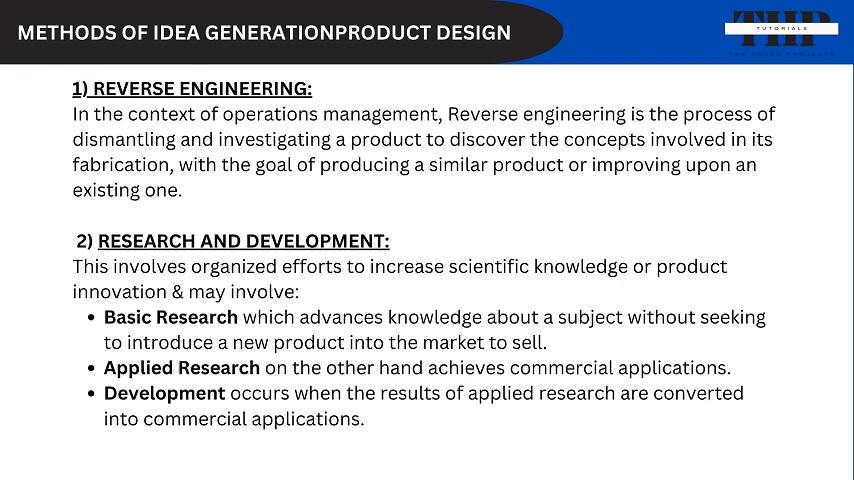 METHODS OF IDEA GENERATIONPRODUCT DESIGN
THP
TUTORIALS
1) REVERSE ENGINEERING:
In the context of operations management, Reverse engineering is the process of
dismantling and investigating a product to discover the concepts involved in its
fabrication, with the goal of producing a similar product or improving upon an
existing one.
2) RESEARCH AND DEVELOPMENT:
This involves organized efforts to increase scientific knowledge or product
innovation & may involve:
• Basic Research which advances knowledge about a subject without seeking
to introduce a new product into the market to sell.
• Applied Research on the other hand achieves commercial applications.
• Development occurs when the results of applied research are converted
into commercial applications.